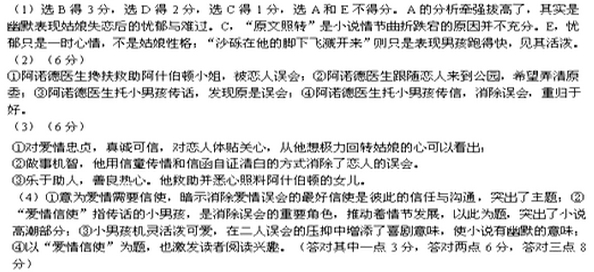 (1)选B得3分,选D得2分,选C得1分,选A和E不得分。A的分析牵强拔高了,其实是
幽默表现姑娘失恋后的忧郁与难过。C,“原文照转”是小说情节曲折跌宕的原因并不充分。E,忧
郁只是一时心情,不是姑娘性格;“沙砾在他的脚下飞溅开来”则只是表现男孩跑得快,见其活泼。
(2)(6分)
①阿诺德医生搀扶救助阿什伯顿小姐,被恋人误会;②阿诺德医生跟随恋人来到公园,希望弄清原
委;③阿诺德医生托小男孩传话,发现原是误会;④阿诺德医生托小男孩传信,消除误会,重归于
好。
(3)(6分)
①对爱情忠贞,真诚可信,对恋人体贴关心,从他想极力回转姑娘的心可以看出;
②做事机智,他用信童传情和信函自证清白的方式消除了恋人的误会。
③乐于助人,善良热心。他救助并悉心照料阿什伯顿的女儿。
(4)①意为爱情需要信使,暗示消除爱情误会的最好信使是彼此的信任与沟通,突出了主题;②
“爱情信使”指传话的小男孩,是消除误会的重要角色,推动着情节发展,以此为题,突出了小说
高潮部分;③小男孩机灵活泼可爱,在二人误会的压抑中增添了喜剧意味,使小说有幽默的意味;
④以“爱情信使”为题,也激发读者阅读兴趣。(答对其中一点3分,答对两点6分,答对三点8
分)